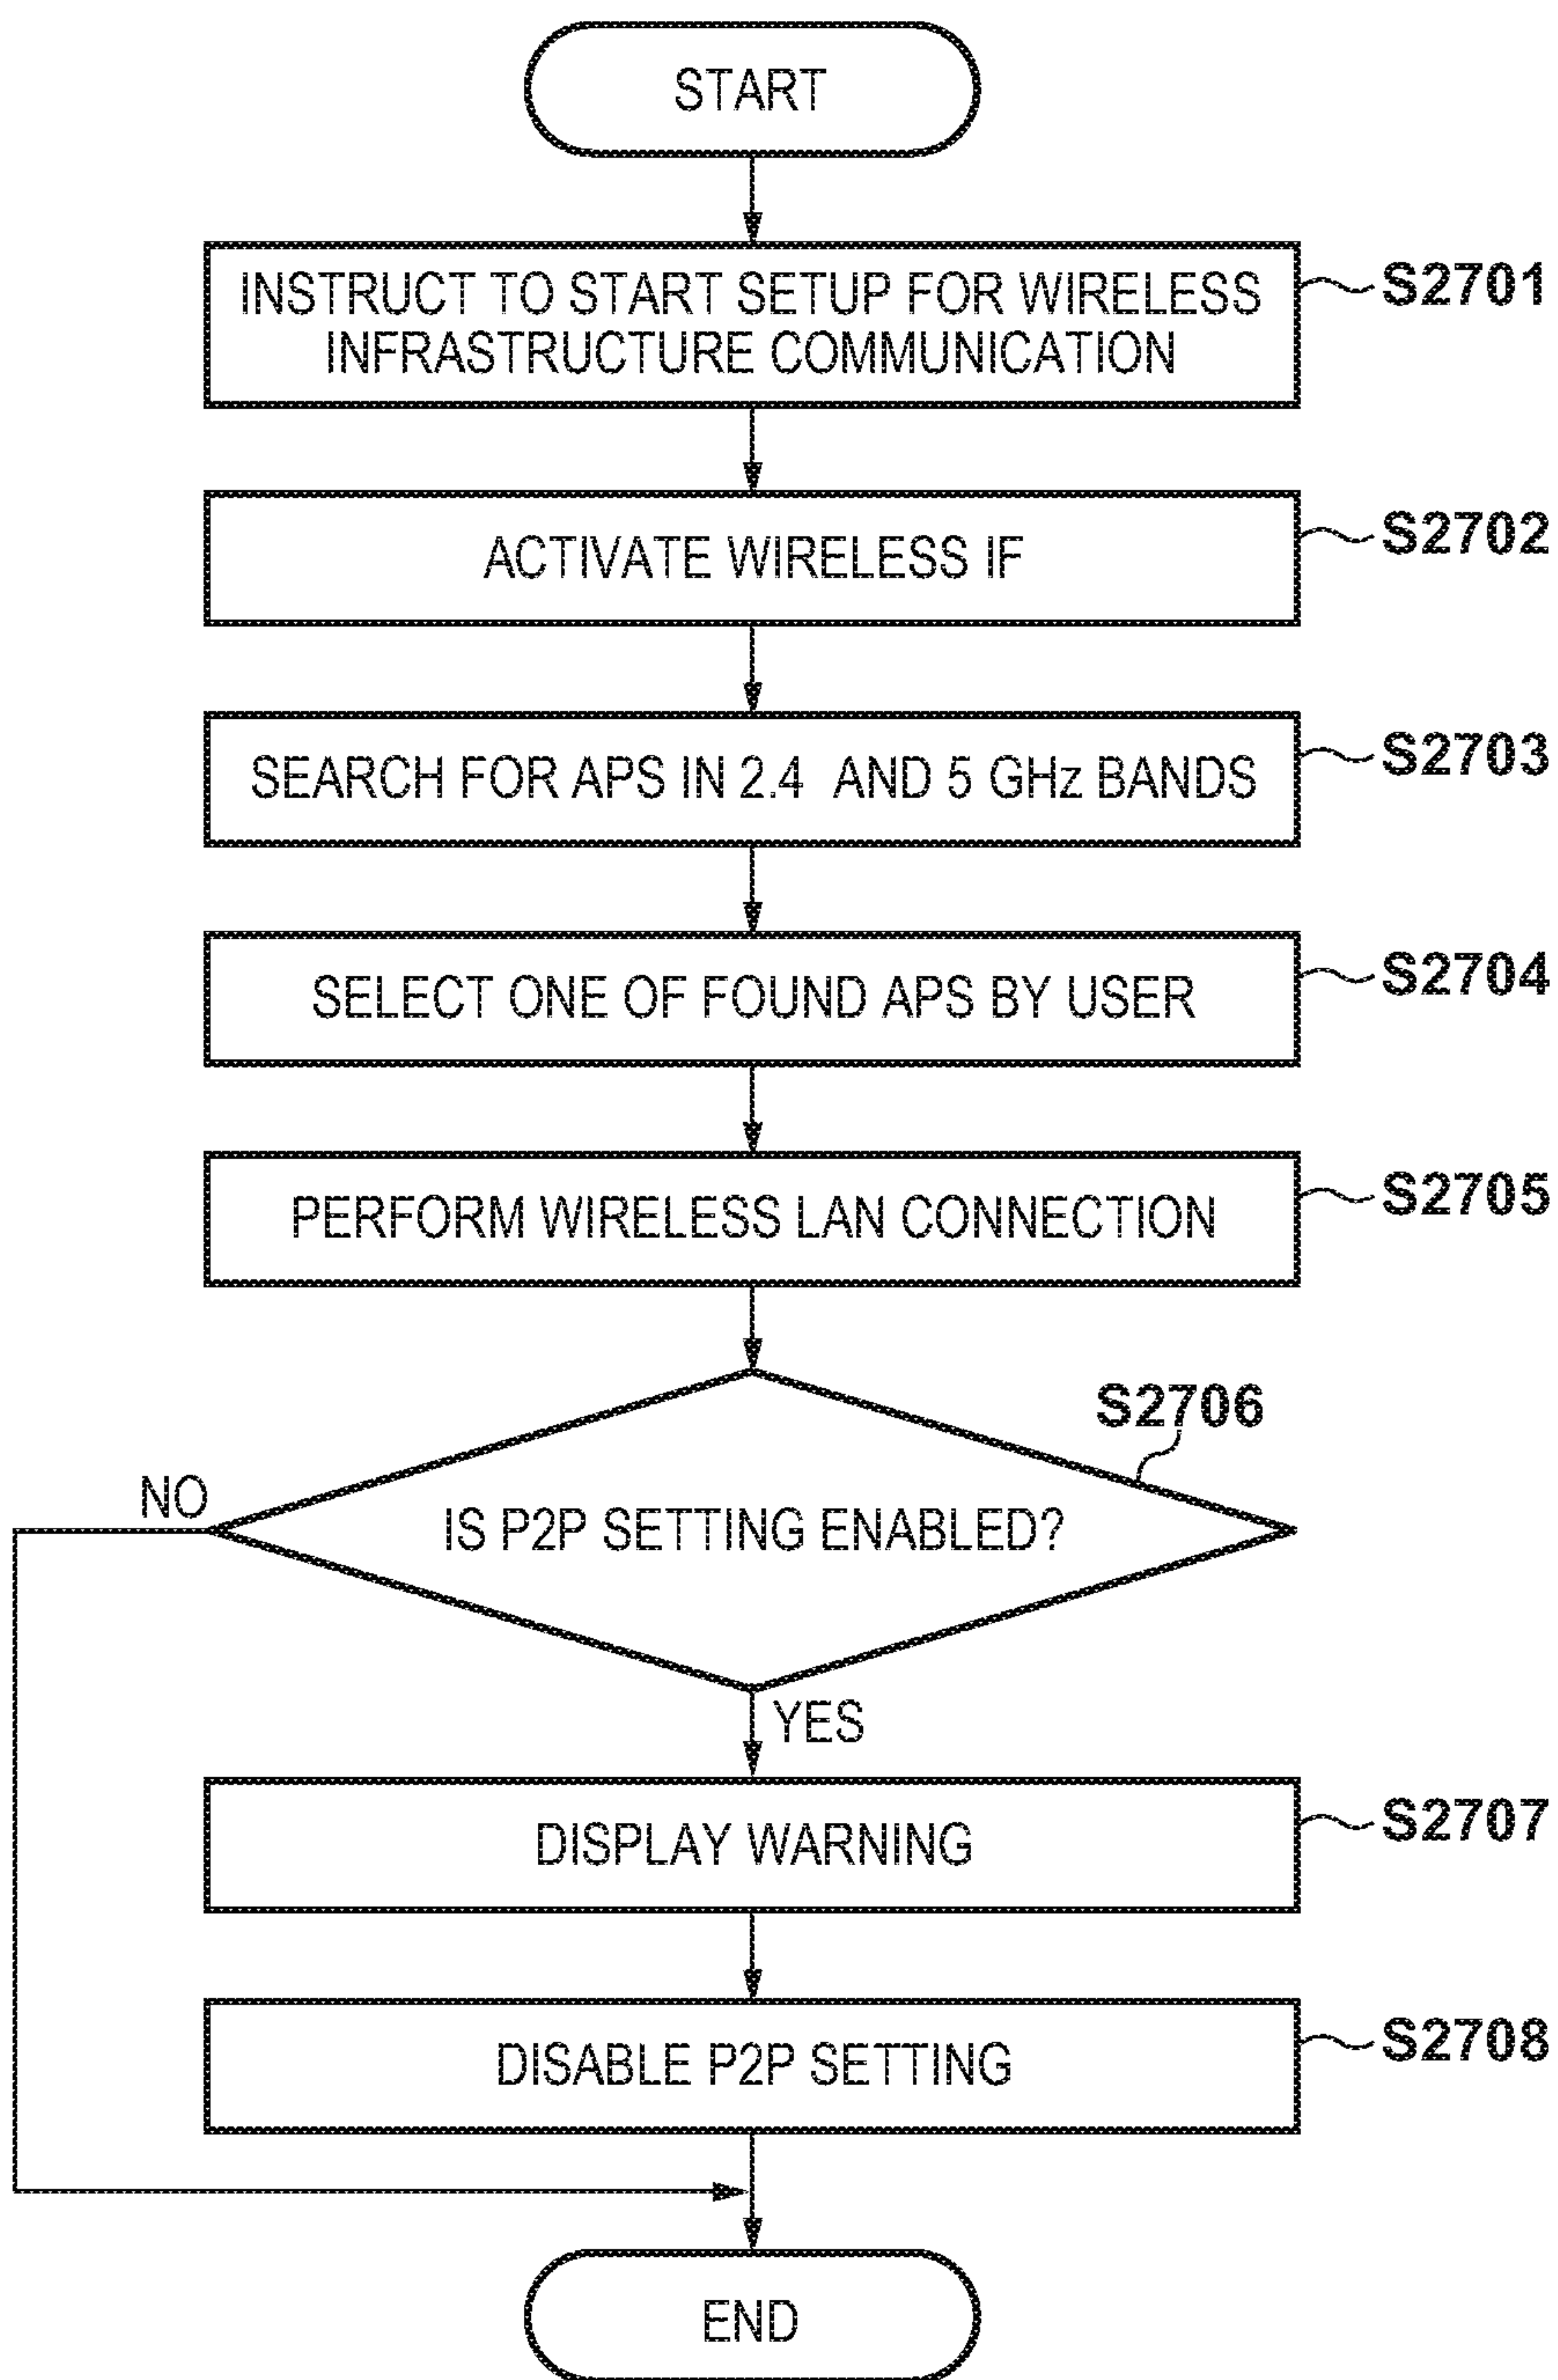 START
INSTRUCT TO START SETUP FOR WIRELESS
INFRASTRUCTURE COMMUNICATION
S2701
ACTIVATE WIRELESS IF
S2702
SEARCH FOR APS IN 2.4 AND 5 GHz BANDS
S2703
SELECT ONE OF FOUND APS BY USER
S2704
PERFORM WIRELESS LAN CONNECTION
S2705
S2706
NO
IS P2P SETTING ENABLED?
YES
DISPLAY WARNING
S2707
DISABLE P2P SETTING
S2708
END